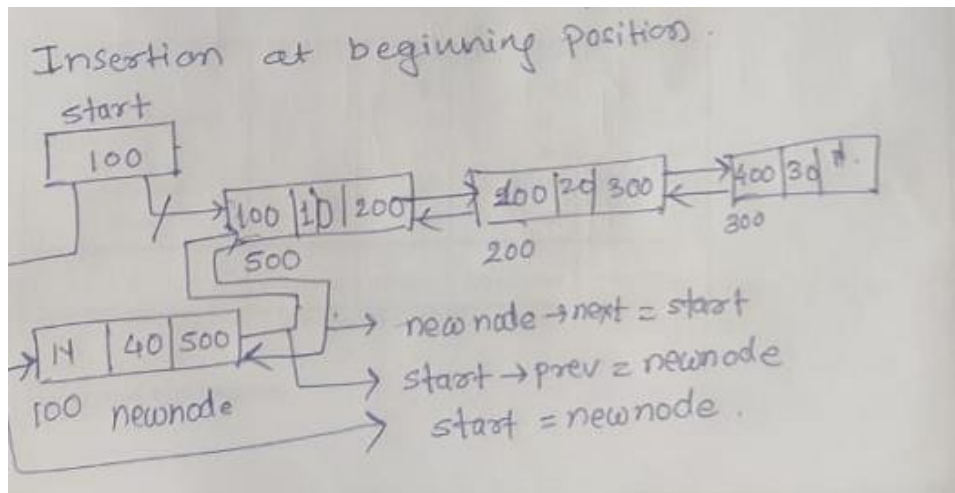 Insertion at beginning position.
start
100
100 10 200
200 20 300
400 30
500
200
300
N 40 500
100 newnode
newnode → next = start
start → prev = newnode
start = newnode.